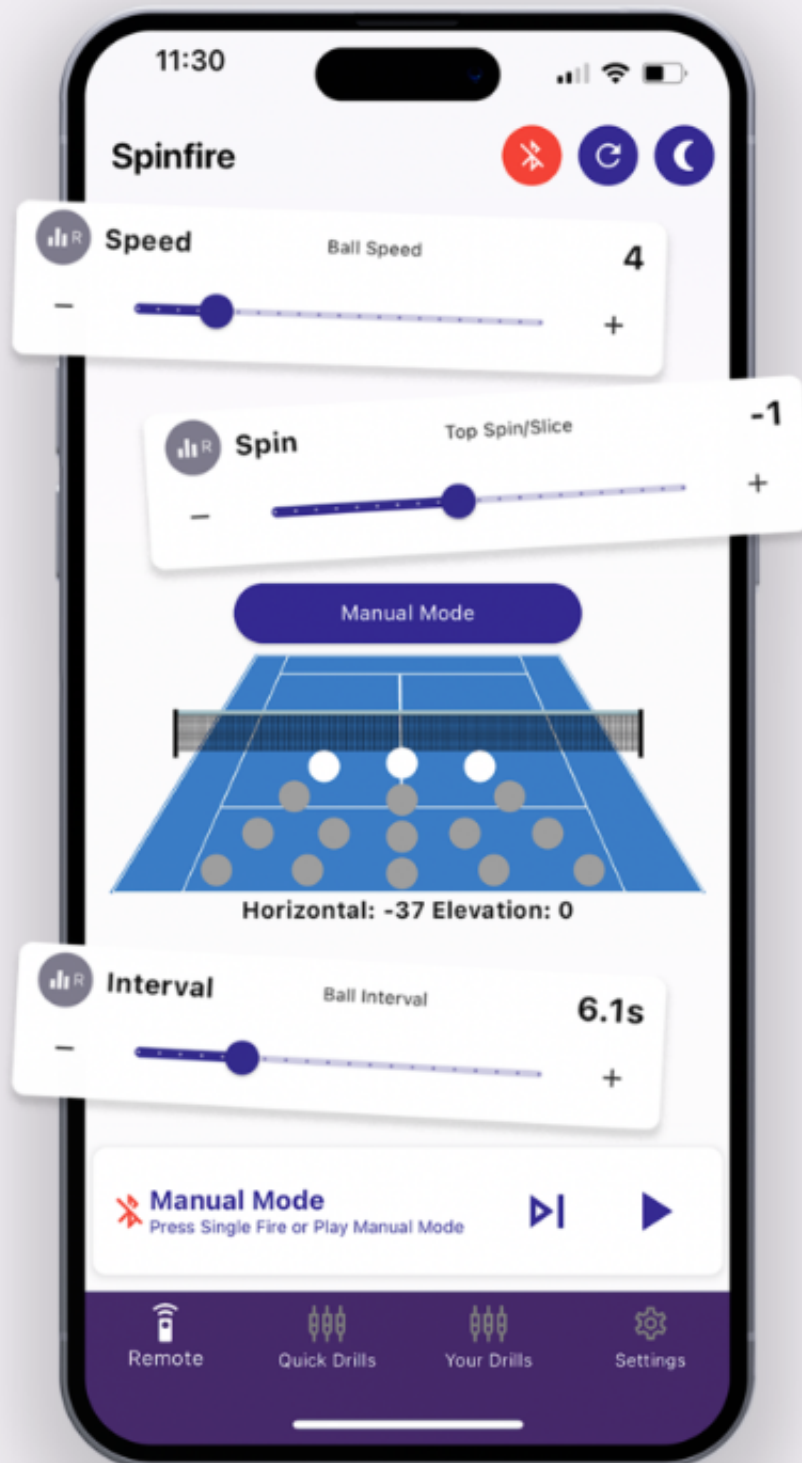 11:30
Spinfire
R Speed Ball Speed 4
− +
R Spin Top Spin/Slice -1
− +
Manual Mode
Horizontal: -37 Elevation: 0
R Interval Ball Interval 6.1s
− +
Manual Mode
Press Single Fire or Play Manual Mode
Remote Quick Drills Your Drills Settings